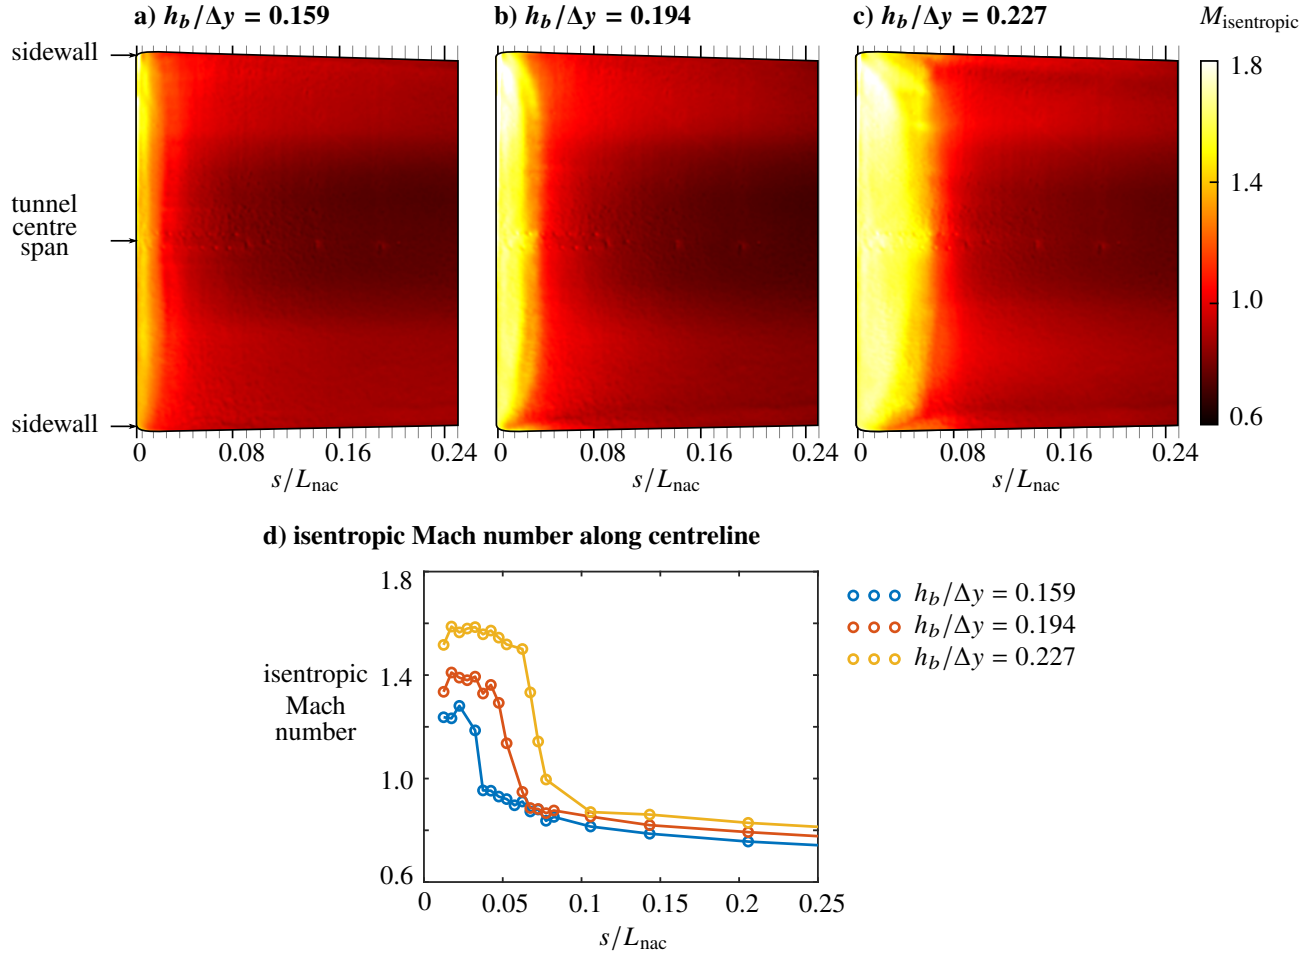 a) h_b/Δy = 0.159
b) h_b/Δy = 0.194
c) h_b/Δy = 0.227
M_isentropic
sidewall
tunnel
centre
span
sidewall
1.8
1.4
1.0
0.6
0 0.08 0.16 0.24
s/L_nac
0 0.08 0.16 0.24
s/L_nac
0 0.08 0.16 0.24
s/L_nac
d) isentropic Mach number along centreline
isentropic
Mach
number
1.8
1.4
1.0
0.6
0 0.05 0.1 0.15 0.2 0.25
s/L_nac
h_b/Δy = 0.159
h_b/Δy = 0.194
h_b/Δy = 0.227